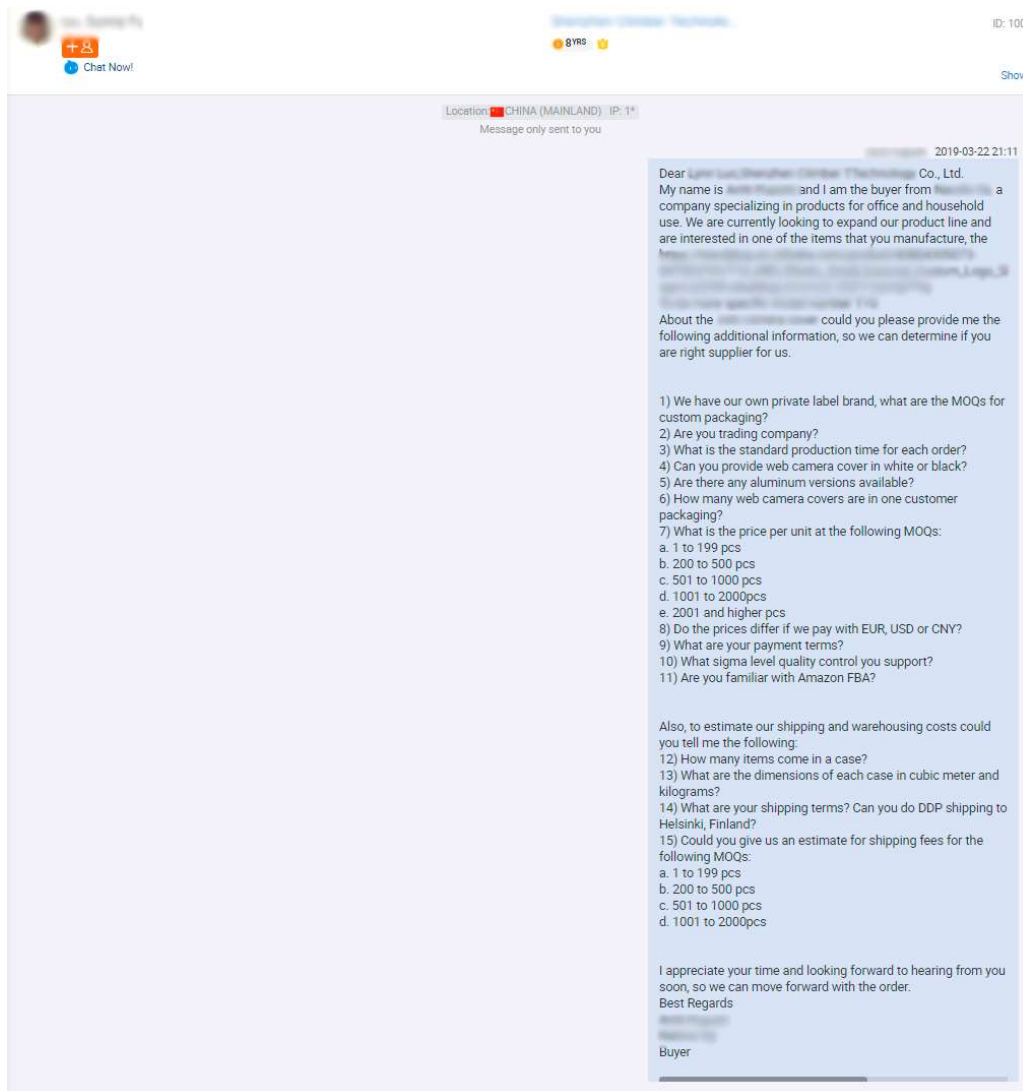 ID: 100
8 YRS
Chat Now!
Show
Location: CHINA (MAINLAND) IP: 1*
Message only sent to you
2019-03-22 21:11
Dear Co., Ltd.
My name is and I am the buyer from a
company specializing in products for office and household
use. We are currently looking to expand our product line and
are interested in one of the items that you manufacture, the
About the could you please provide me the
following additional information, so we can determine if you
are right supplier for us.
1) We have our own private label brand, what are the MOQs for
custom packaging?
2) Are you trading company?
3) What is the standard production time for each order?
4) Can you provide web camera cover in white or black?
5) Are there any aluminum versions available?
6) How many web camera covers are in one customer
packaging?
7) What is the price per unit at the following MOQs:
a. 1 to 199 pcs
b. 200 to 500 pcs
c. 501 to 1000 pcs
d. 1001 to 2000pcs
e. 2001 and higher pcs
8) Do the prices differ if we pay with EUR, USD or CNY?
9) What are your payment terms?
10) What sigma level quality control you support?
11) Are you familiar with Amazon FBA?
Also, to estimate our shipping and warehousing costs could
you tell me the following:
12) How many items come in a case?
13) What are the dimensions of each case in cubic meter and
kilograms?
14) What are your shipping terms? Can you do DDP shipping to
Helsinki, Finland?
15) Could you give us an estimate for shipping fees for the
following MOQs:
a. 1 to 199 pcs
b. 200 to 500 pcs
c. 501 to 1000 pcs
d. 1001 to 2000pcs
I appreciate your time and looking forward to hearing from you
soon, so we can move forward with the order.
Best Regards
Buyer